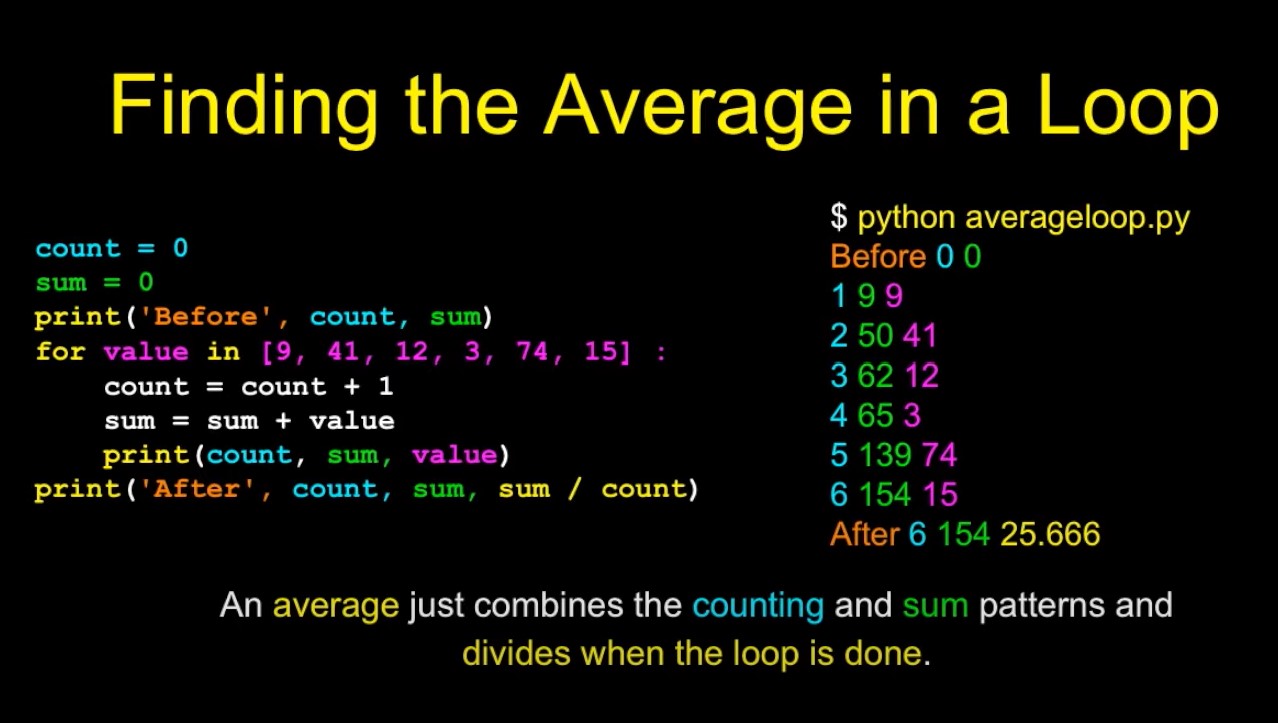 Finding the Average in a Loop
count = 0
sum = 0
print('Before', count, sum)
for value in [9, 41, 12, 3, 74, 15] :
    count = count + 1
    sum = sum + value
    print(count, sum, value)
print('After', count, sum, sum / count)
$ python averageloop.py
Before 0 0
1 9 9
2 50 41
3 62 12
4 65 3
5 139 74
6 154 15
After 6 154 25.666
An average just combines the counting and sum patterns and
divides when the loop is done.